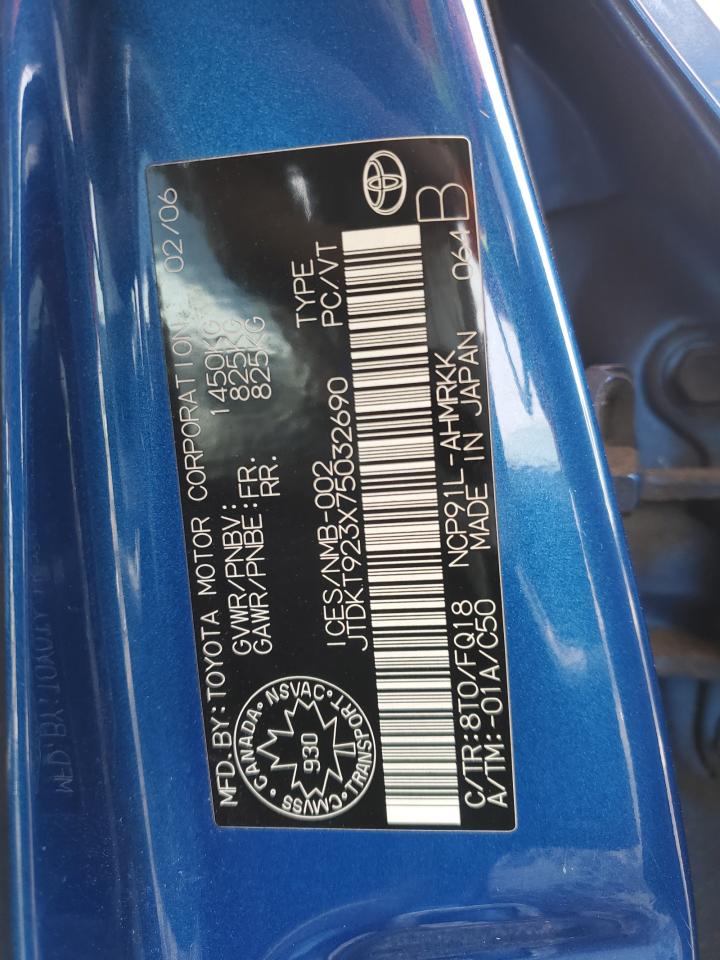 MFD.BY:TOYOTA MOTOR CORPORATION 02/06
GVWR/PNBV: 1450KG
GAWR/PNBE:FR: 825KG
RR. 825KG
CANADA • NSVAC • TRANSPORT • CMVSS
930
ICES/NMB-002 TYPE
JTDKT923X75032690 PC/VT
C/TR:8T0/FQ18 NCP91L-AHMRKK 064
A/TM:-01A/C50 MADE IN JAPAN B